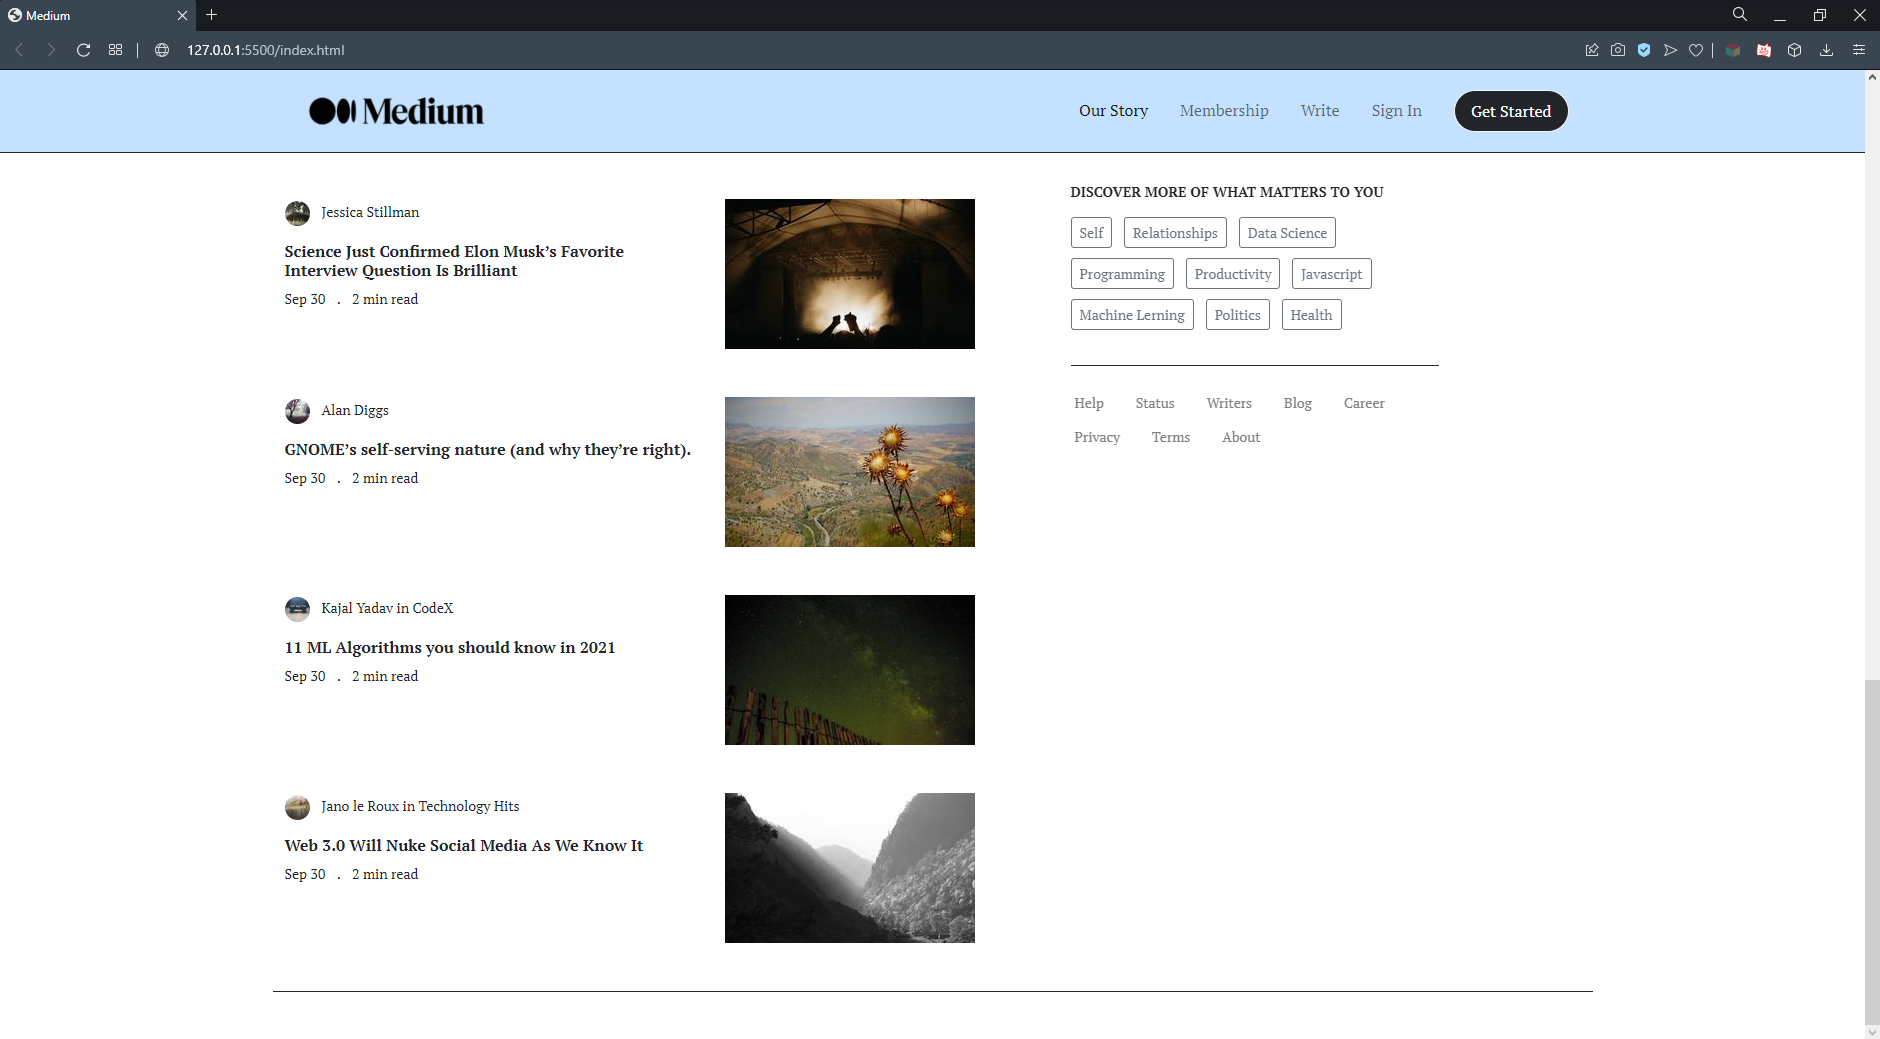 Medium
127.0.0.1:5500/index.html
Medium
Our Story
Membership
Write
Sign In
Get Started
Jessica Stillman
Science Just Confirmed Elon Musk’s Favorite
Interview Question Is Brilliant
Sep 30 . 2 min read
Alan Diggs
GNOME’s self-serving nature (and why they’re right).
Sep 30 . 2 min read
Kajal Yadav in CodeX
11 ML Algorithms you should know in 2021
Sep 30 . 2 min read
Jano le Roux in Technology Hits
Web 3.0 Will Nuke Social Media As We Know It
Sep 30 . 2 min read
DISCOVER MORE OF WHAT MATTERS TO YOU
Self Relationships Data Science
Programming Productivity Javascript
Machine Lerning Politics Health
Help Status Writers Blog Career
Privacy Terms About